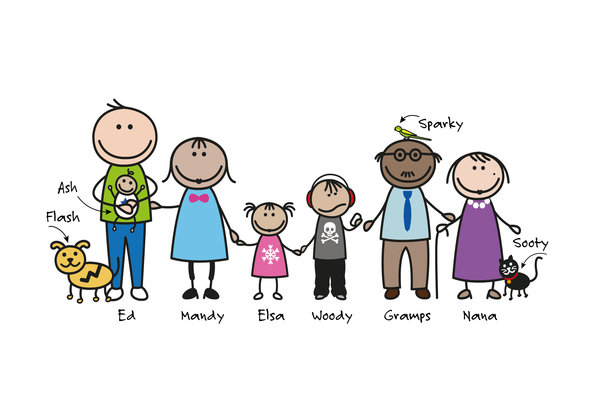 Sparky
Ash
Flash
Sooty
Ed
Mandy
Elsa
Woody
Gramps
Nana